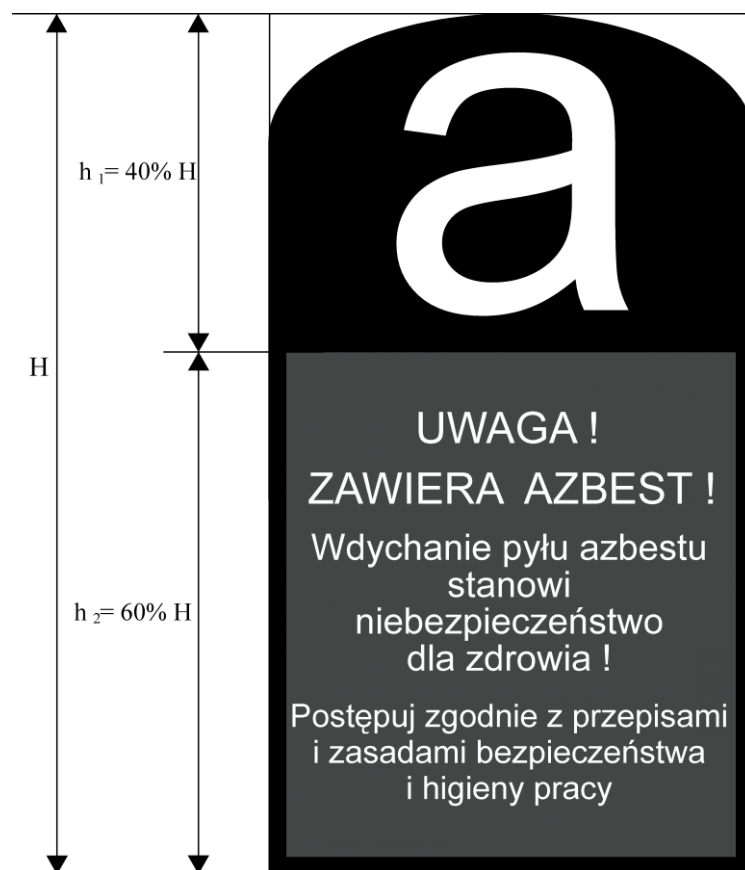 a
h 1= 40% H
H
UWAGA !
ZAWIERA AZBEST !
Wdychanie pyłu azbestu
stanowi
niebezpieczeństwo
dla zdrowia !
h 2= 60% H
Postępuj zgodnie z przepisami
i zasadami bezpieczeństwa
i higieny pracy